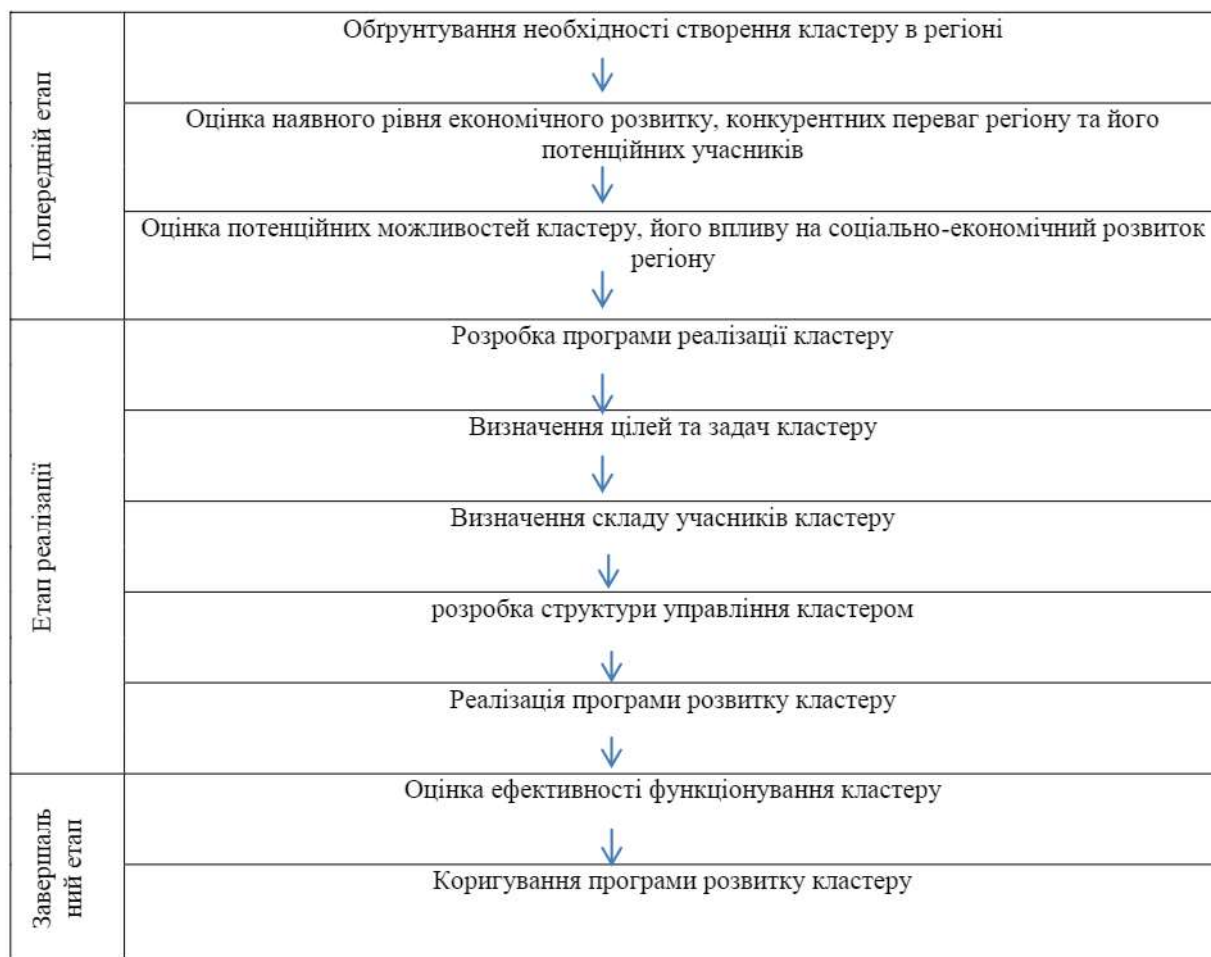 Попередній етап
Обґрунтування необхідності створення кластеру в регіоні
Оцінка наявного рівня економічного розвитку, конкурентних переваг регіону та його
потенційних учасників
Оцінка потенційних можливостей кластеру, його впливу на соціально-економічний розвиток
регіону
Етап реалізації
Розробка програми реалізації кластеру
Визначення цілей та задач кластеру
Визначення складу учасників кластеру
розробка структури управління кластером
Реалізація програми розвитку кластеру
Завершаль
ний етап
Оцінка ефективності функціонування кластеру
Коригування програми розвитку кластеру